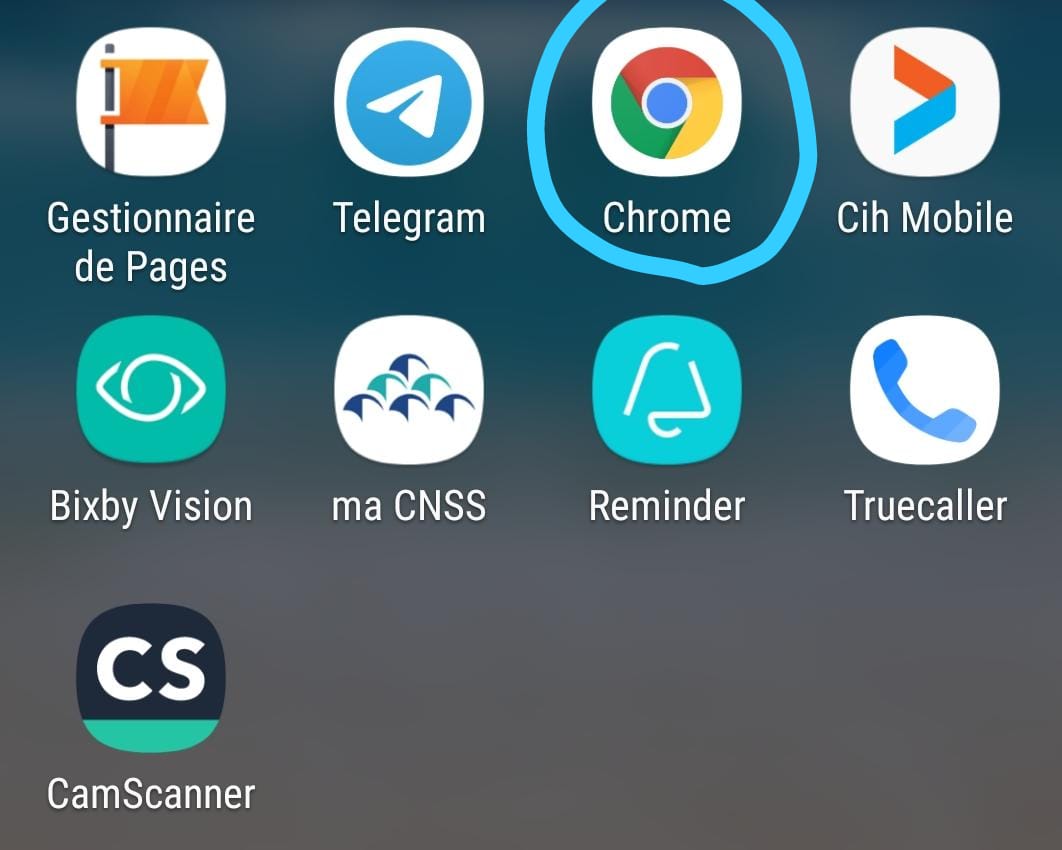 Gestionnaire
de Pages
Telegram
Chrome
Cih Mobile
Bixby Vision
ma CNSS
Reminder
Truecaller
CS
CamScanner